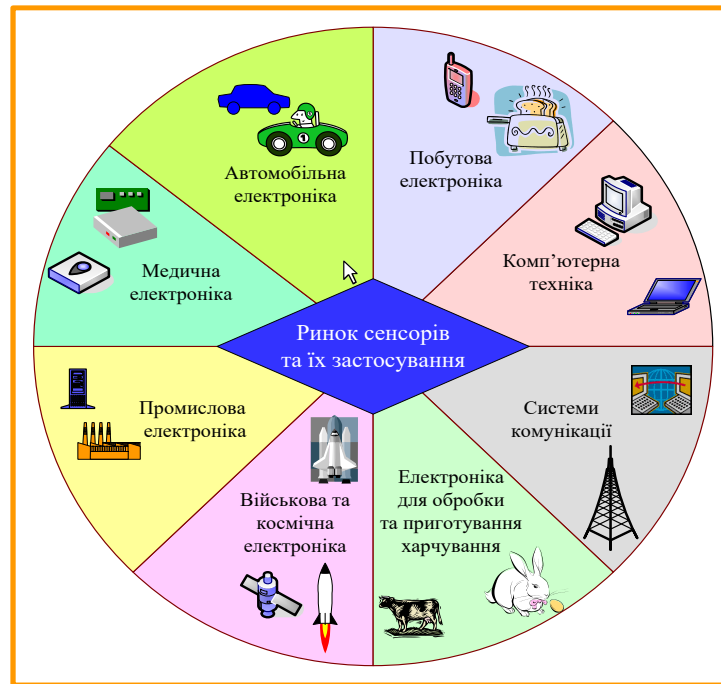 Автомобільна
електроніка
Побутова
електроніка
Комп’ютерна
техніка
Медична
електроніка
Ринок сенсорів
та їх застосування
Промислова
електроніка
Системи
комунікації
Військова та
космічна
електроніка
Електроніка
для обробки
та приготування
харчування
1